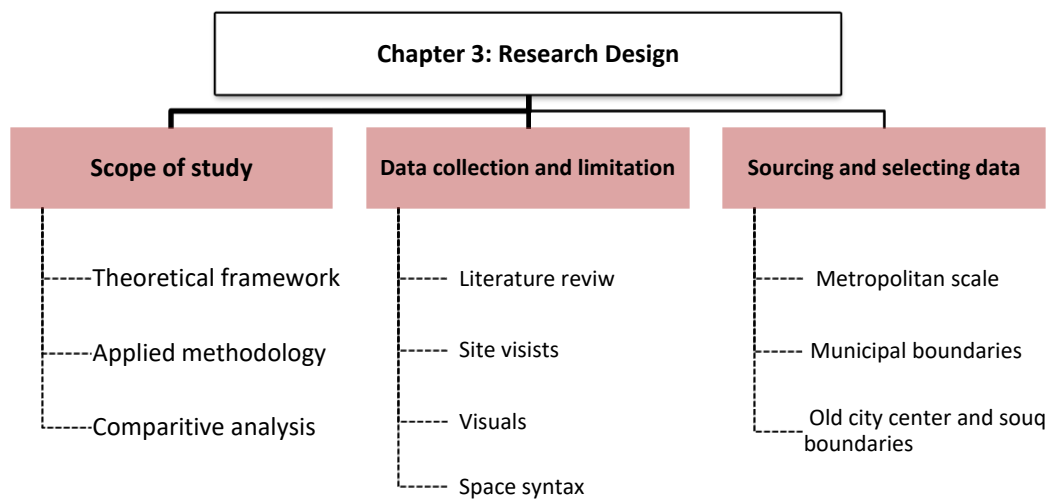 Chapter 3: Research Design
Scope of study
Theoretical framework
Applied methodology
Comparitive analysis
Data collection and limitation
Literature reviw
Site visists
Visuals
Space syntax
Sourcing and selecting data
Metropolitan scale
Municipal boundaries
Old city center and souq
boundaries